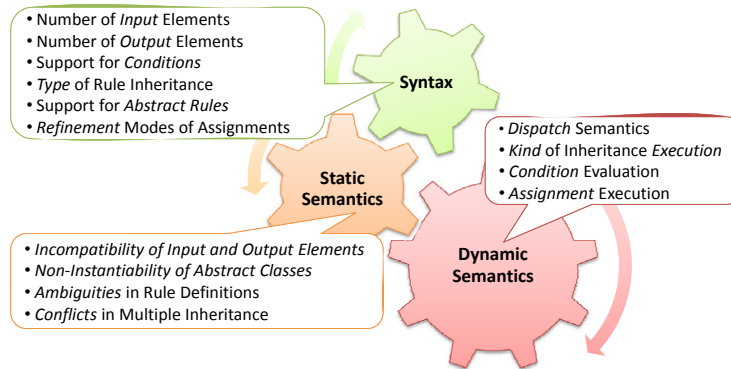 • Number of Input Elements
• Number of Output Elements
• Support for Conditions
• Type of Rule Inheritance
• Support for Abstract Rules
• Refinement Modes of Assignments
Syntax
• Dispatch Semantics
• Kind of Inheritance Execution
• Condition Evaluation
• Assignment Execution
Static
Semantics
• Incompatibility of Input and Output Elements
• Non-Instantiability of Abstract Classes
• Ambiguities in Rule Definitions
• Conflicts in Multiple Inheritance
Dynamic
Semantics